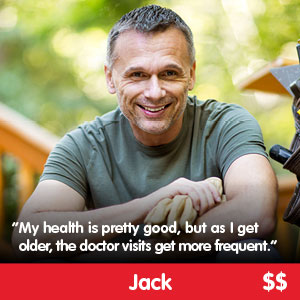 “My health is pretty good, but as I get
older, the doctor visits get more frequent.”
Jack $$